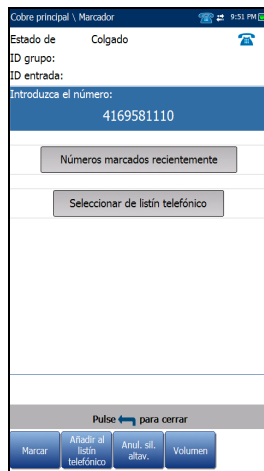 Cobre principal \ Marcador 9:51 PM
Estado de Colgado
ID grupo:
ID entrada:
Introduzca el número:
4169581110
Números marcados recientemente
Seleccionar de listín telefónico
Pulse para cerrar
Marcar
Añadir al
listín
telefónico
Anul. sil.
altav.
Volumen